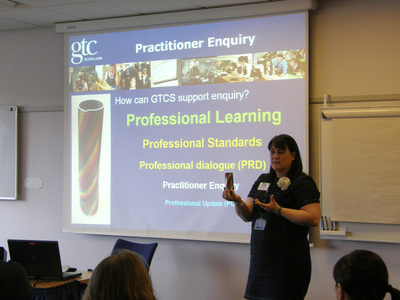 gtc
SCOTLAND
Practitioner Enquiry
How can GTCS support enquiry?
Professional Learning
Professional Standards
Professional dialogue (PRD)
Practitioner Enquiry
Professional Update